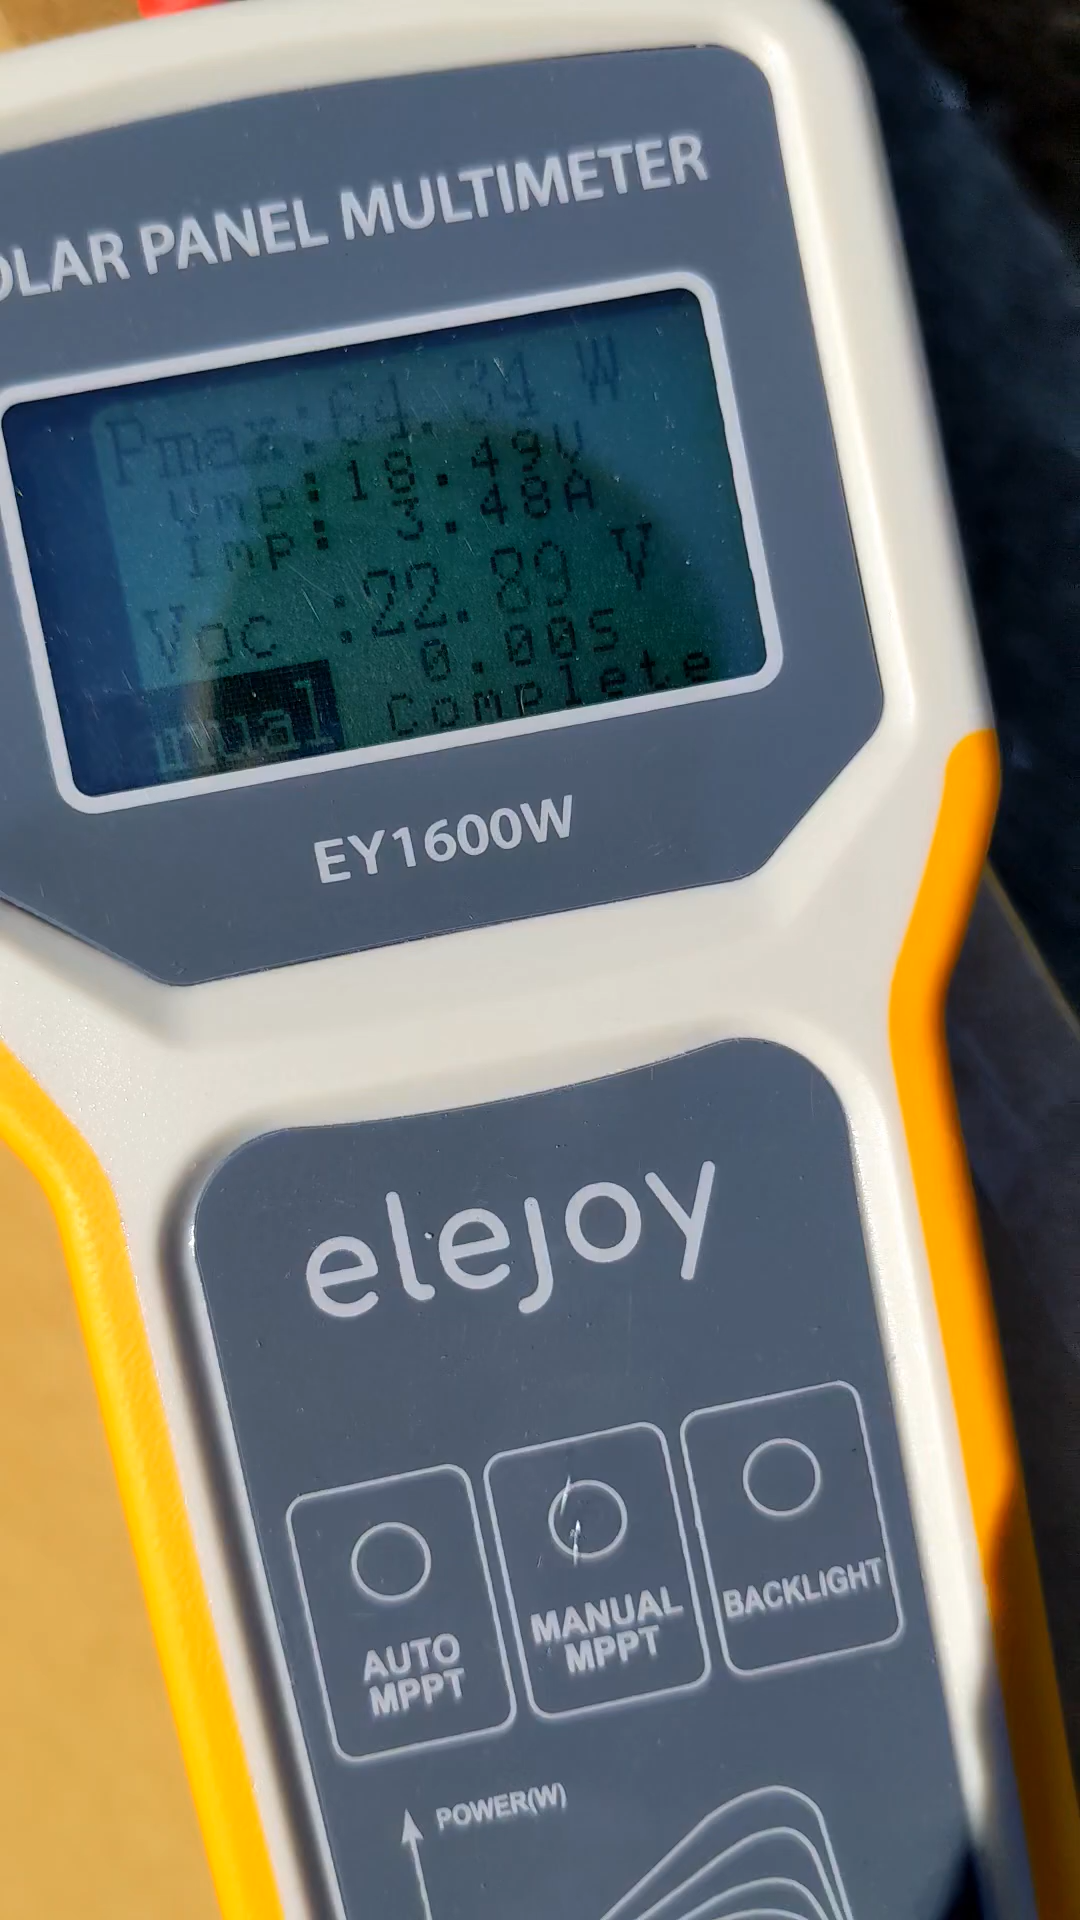 OLAR PANEL MULTIMETER
Pmax:64.34 W
Vmp:18.49V
Imp: 3.48A
Voc :22.89 V
0.00s
nual Complete
EY1600W
elejoy
AUTO MPPT
MANUAL MPPT
BACKLIGHT
POWER(W)